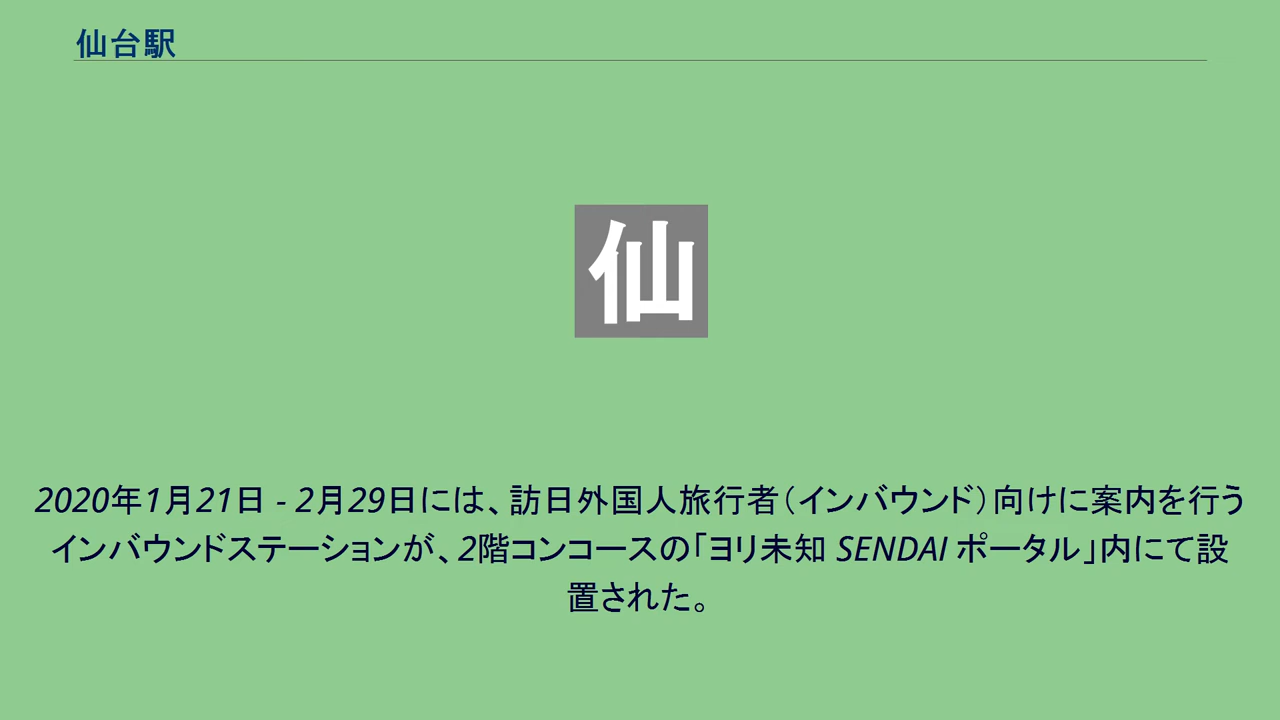 仙台駅
仙
2020年1月21日 - 2月29日には、訪日外国人旅行者（インバウンド）向けに案内を行う
インバウンドステーションが、2階コンコースの「ヨリ未知 SENDAI ポータル」内にて設
置された。